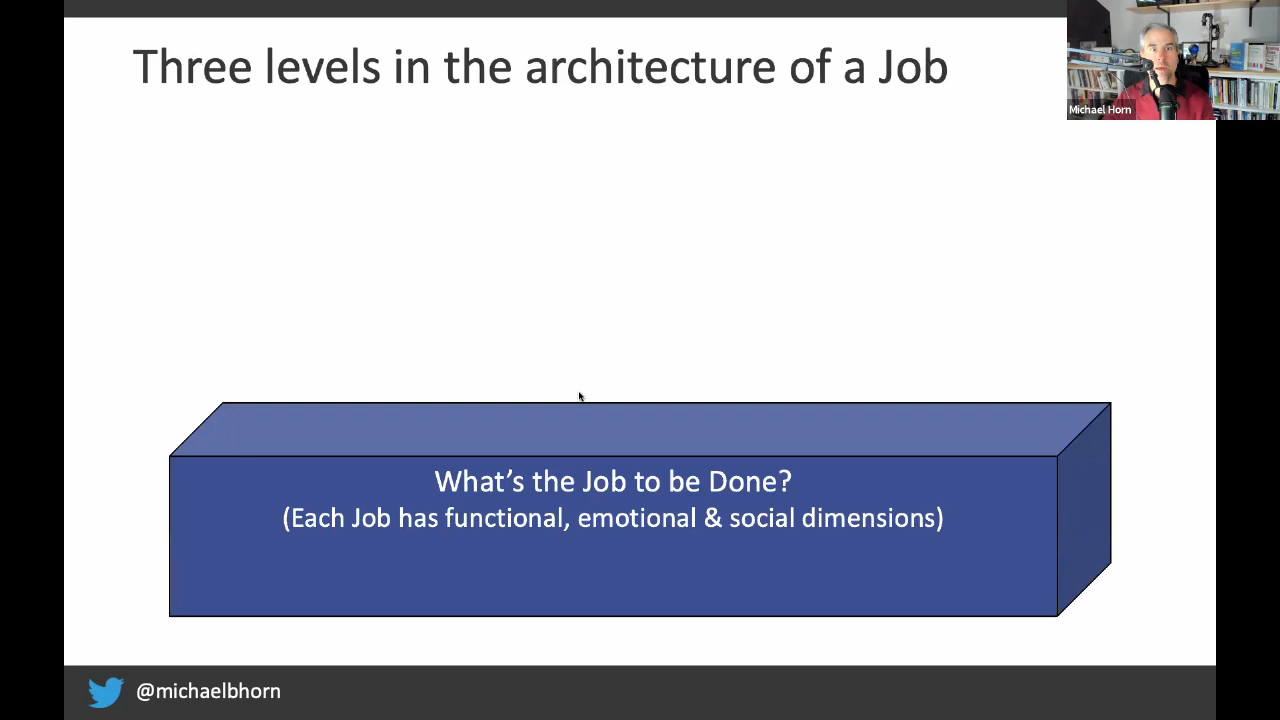 Three levels in the architecture of a Job
Michael Horn
What’s the Job to be Done?
(Each Job has functional, emotional & social dimensions)
@michaelbhorn